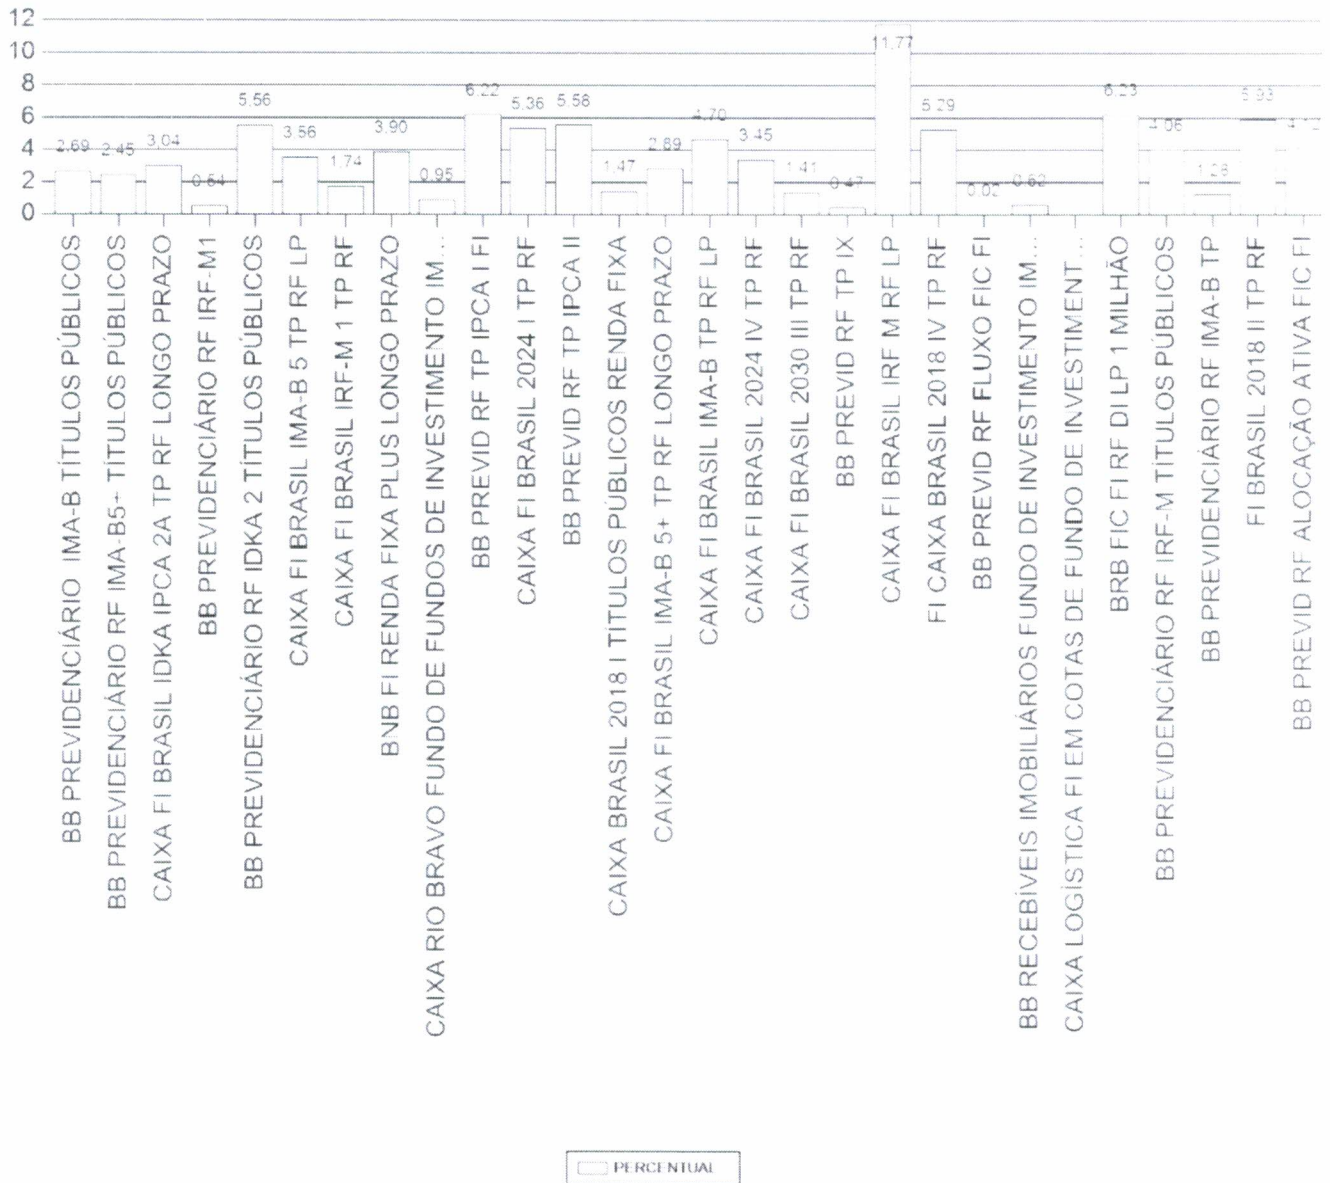 12
10
8
6
4
2
0
2.69
2.45
3.04
5.56
3.56
1.74
3.90
0.95
6.22
5.36
5.58
1.47
2.89
4.70
3.45
1.41
0.47
11.77
5.29
0.02
0.62
6.23
4.06
1.28
5.93
BB PREVIDENCIÁRIO IMA-B TÍTULOS PÚBLICOS
BB PREVIDENCIÁRIO RF IMA-B5+ TÍTULOS PÚBLICOS
CAIXA FI BRASIL IDKA IPCA 2A TP RF LONGO PRAZO
BB PREVIDENCIÁRIO RF IRF-M1
BB PREVIDENCIÁRIO RF IDKA 2 TÍTULOS PÚBLICOS
CAIXA FI BRASIL IMA-B 5 TP RF LP
CAIXA FI BRASIL IRF-M 1 TP RF
BNB FI RENDA FIXA PLUS LONGO PRAZO
CAIXA RIO BRAVO FUNDO DE FUNDOS DE INVESTIMENTO IM...
BB PREVID RF TP IPCA I FI
CAIXA FI BRASIL 2024 I TP RF
BB PREVID RF TP IPCA II
CAIXA BRASIL 2018 I TÍTULOS PÚBLICOS RENDA FIXA
CAIXA FI BRASIL IMA-B 5+ TP RF LONGO PRAZO
CAIXA FI BRASIL IMA-B TP RF LP
CAIXA FI BRASIL 2024 IV TP RF
CAIXA FI BRASIL 2030 III TP RF
BB PREVID RF TP IX
CAIXA FI BRASIL IRF M RF LP
FI CAIXA BRASIL 2018 IV TP RF
BB PREVID RF FLUXO FIC FI
BB RECEBÍVEIS IMOBILIÁRIOS FUNDO DE INVESTIMENTO IM...
CAIXA LOGÍSTICA FI EM COTAS DE FUNDO DE INVESTIMENT...
BRB FIC FI RF DI LP 1 MILHÃO
BB PREVIDENCIÁRIO RF IRF-M TÍTULOS PÚBLICOS
BB PREVIDENCIÁRIO RF IMA-B TP
FI BRASIL 2018 II TP RF
BB PREVID RF ALOCAÇÃO ATIVA FIC FI
PERCENTUAL